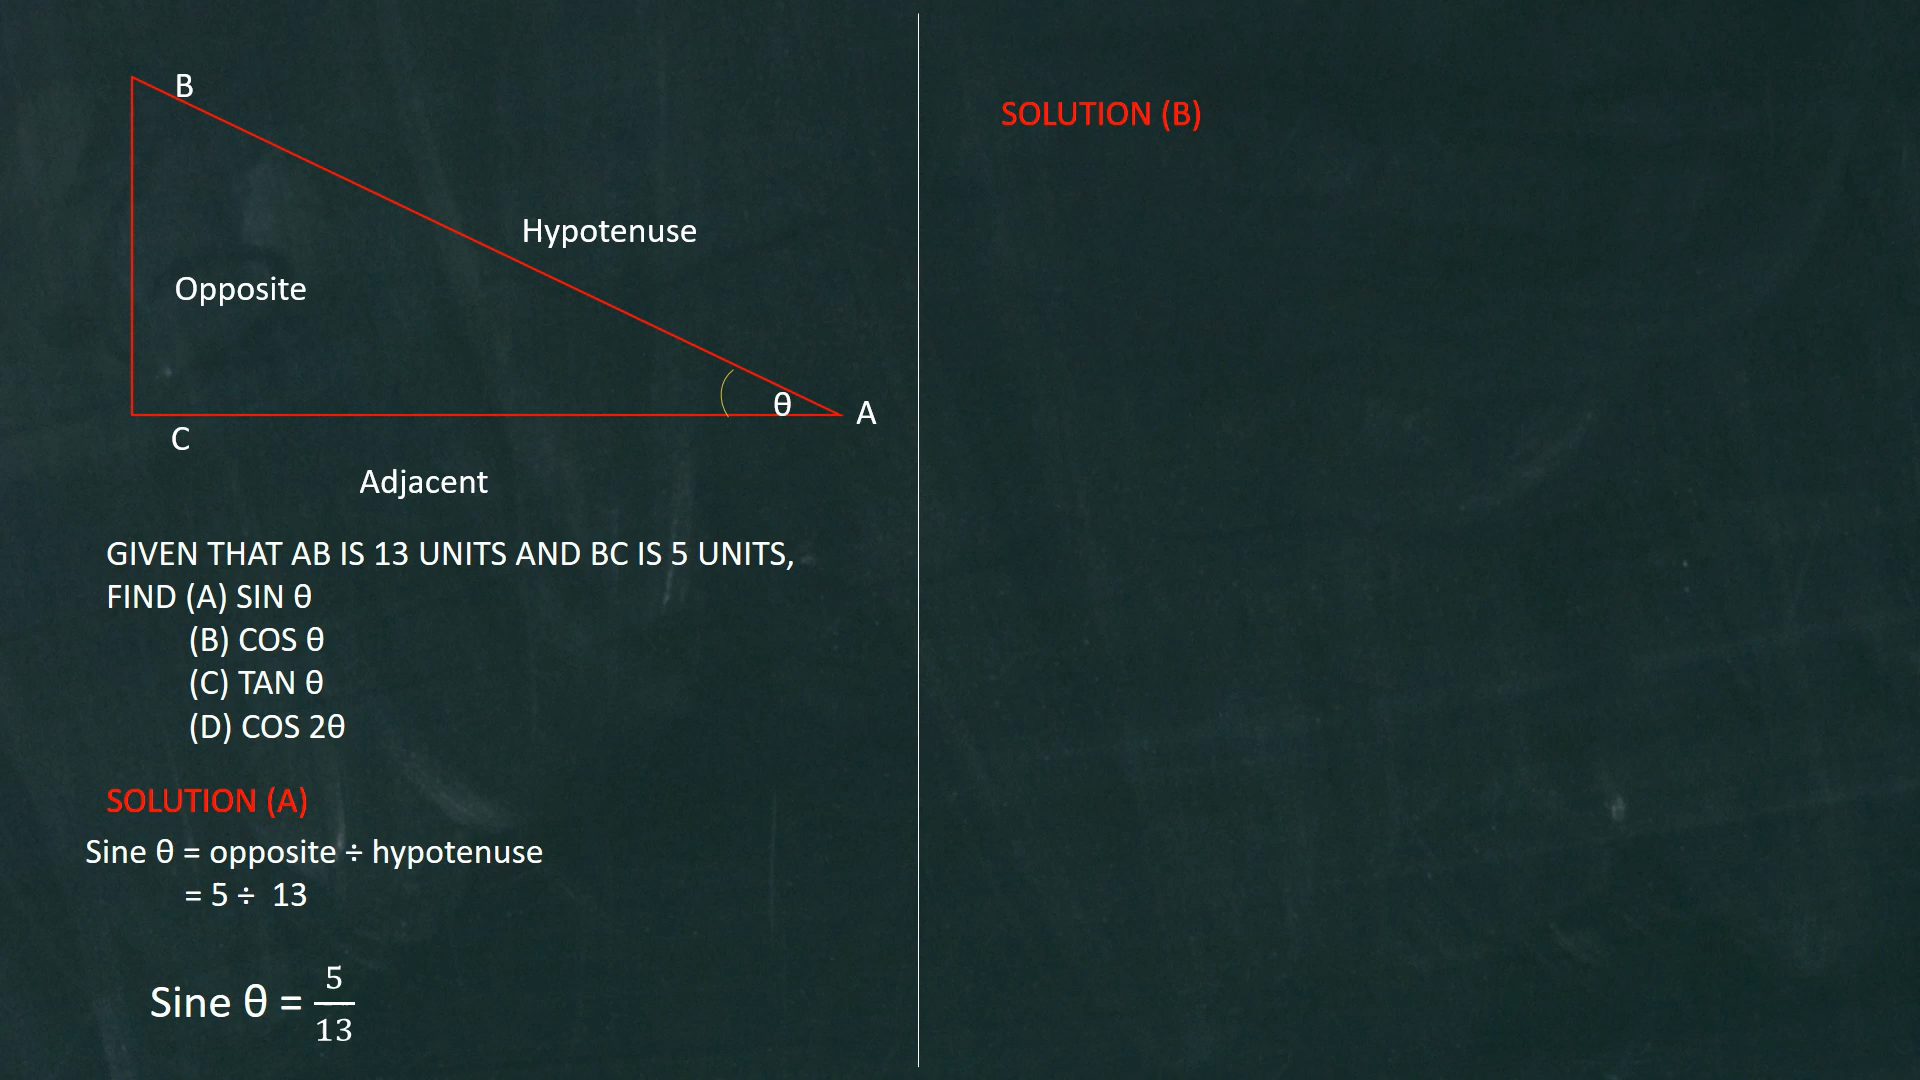 B
Hypotenuse
Opposite
θ
A
C
Adjacent
GIVEN THAT AB IS 13 UNITS AND BC IS 5 UNITS,
FIND (A) SIN θ
(B) COS θ
(C) TAN θ
(D) COS 2θ
SOLUTION (A)
Sine θ = opposite ÷ hypotenuse
= 5 ÷ 13
Sine θ = 5/13
SOLUTION (B)